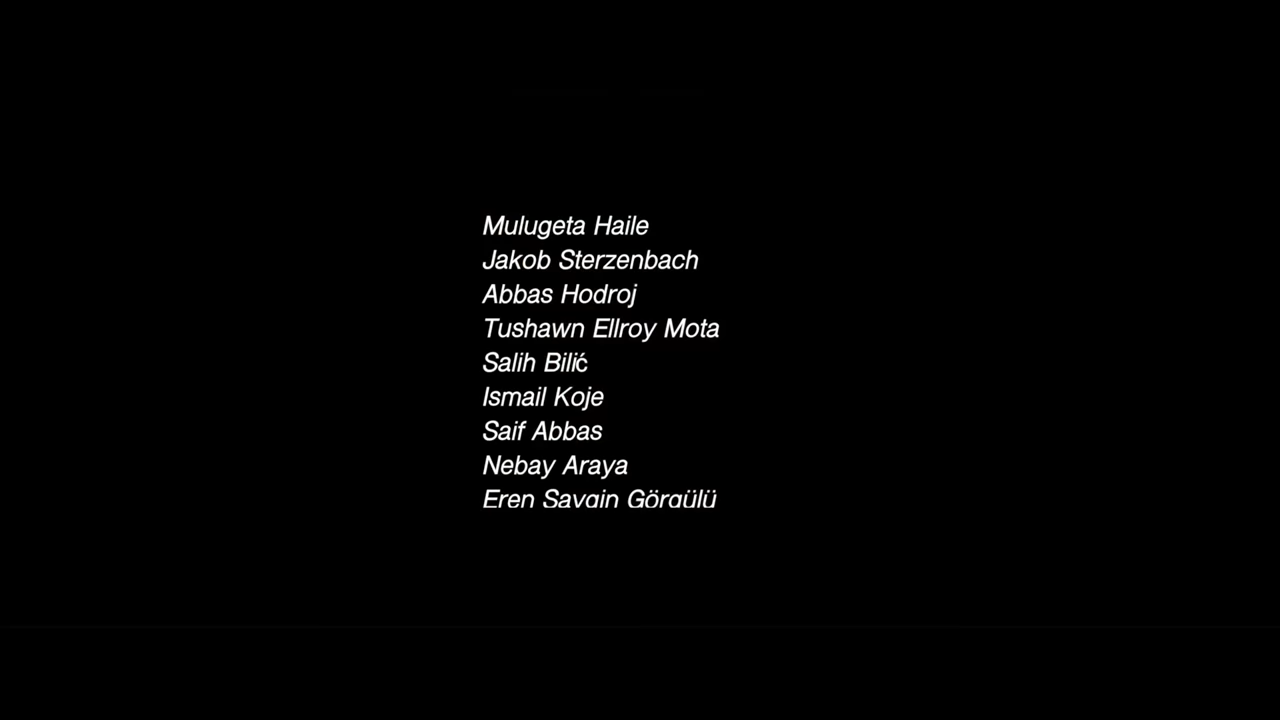 Mulugeta Haile
Jakob Sterzenbach
Abbas Hodroj
Tushawn Ellroy Mota
Salih Bilić
Ismail Koje
Saif Abbas
Nebay Araya
Eren Savgin Görgülü